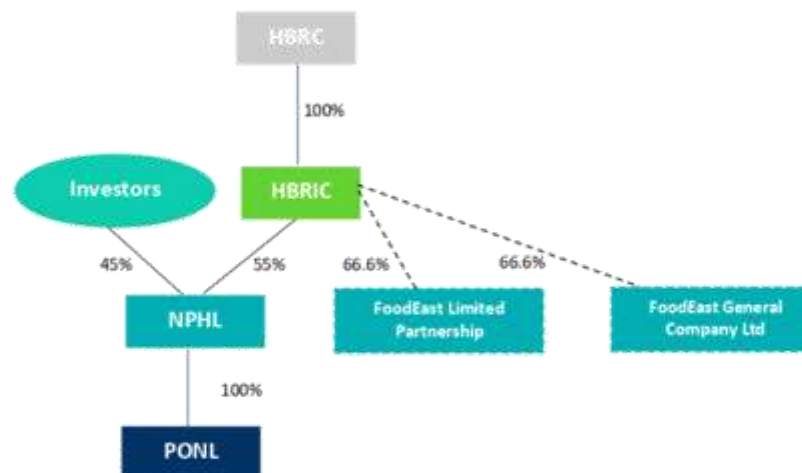 HBRC
100%
Investors
HBRIC
45%
55%
66.6%
66.6%
NPHL
FoodEast Limited
Partnership
FoodEast General
Company Ltd
100%
PONL